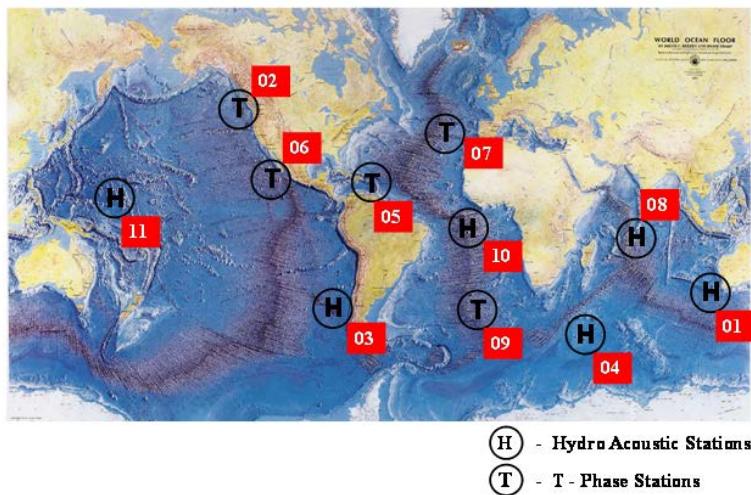 WORLD OCEAN FLOOR
02
T
06
T
T
07
H
11
T
05
H
10
H
08
H
03
T
09
H
04
H
01
H - Hydro Acoustic Stations
T - T - Phase Stations